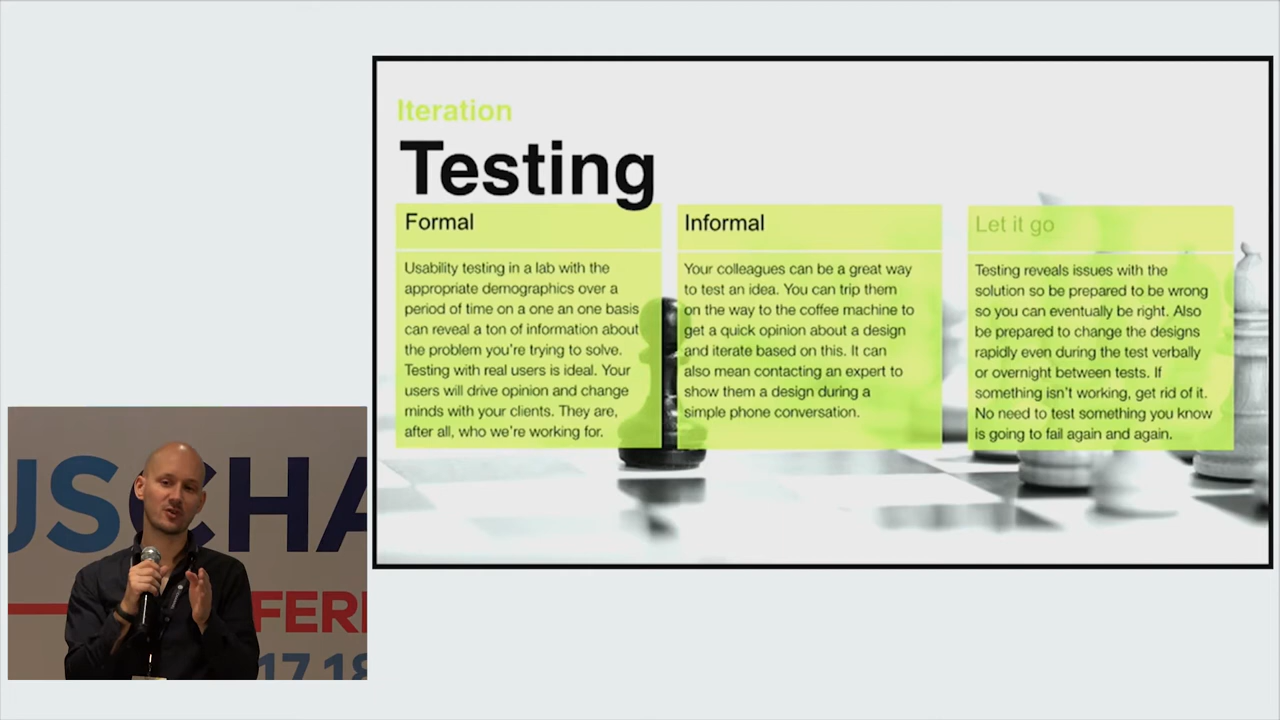 Iteration
Testing
Formal
Usability testing in a lab with the
appropriate demographics over a
period of time on a one an one basis
can reveal a ton of information about
the problem you're trying to solve.
Testing with real users is ideal. Your
users will drive opinion and change
minds with your clients. They are,
after all, who we're working for.
Informal
Your colleagues can be a great way
to test an idea. You can trip them
on the way to the coffee machine to
get a quick opinion about a design
and iterate based on this. It can
also mean contacting an expert to
show them a design during a
simple phone conversation.
Let it go
Testing reveals issues with the
solution so be prepared to be wrong
so you can eventually be right. Also
be prepared to change the designs
rapidly even during the test verbally
or overnight between tests. If
something isn't working, get rid of it.
No need to test something you know
is going to fail again and again.
USCHA
FER
17,18